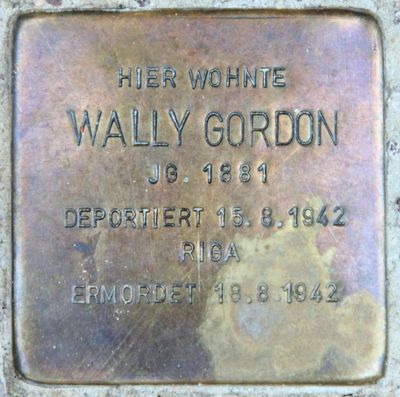 HIER WOHNTE
WALLY GORDON
JG. 1881
DEPORTIERT 15.8.1942
RIGA
ERMORDET 18.8.1942